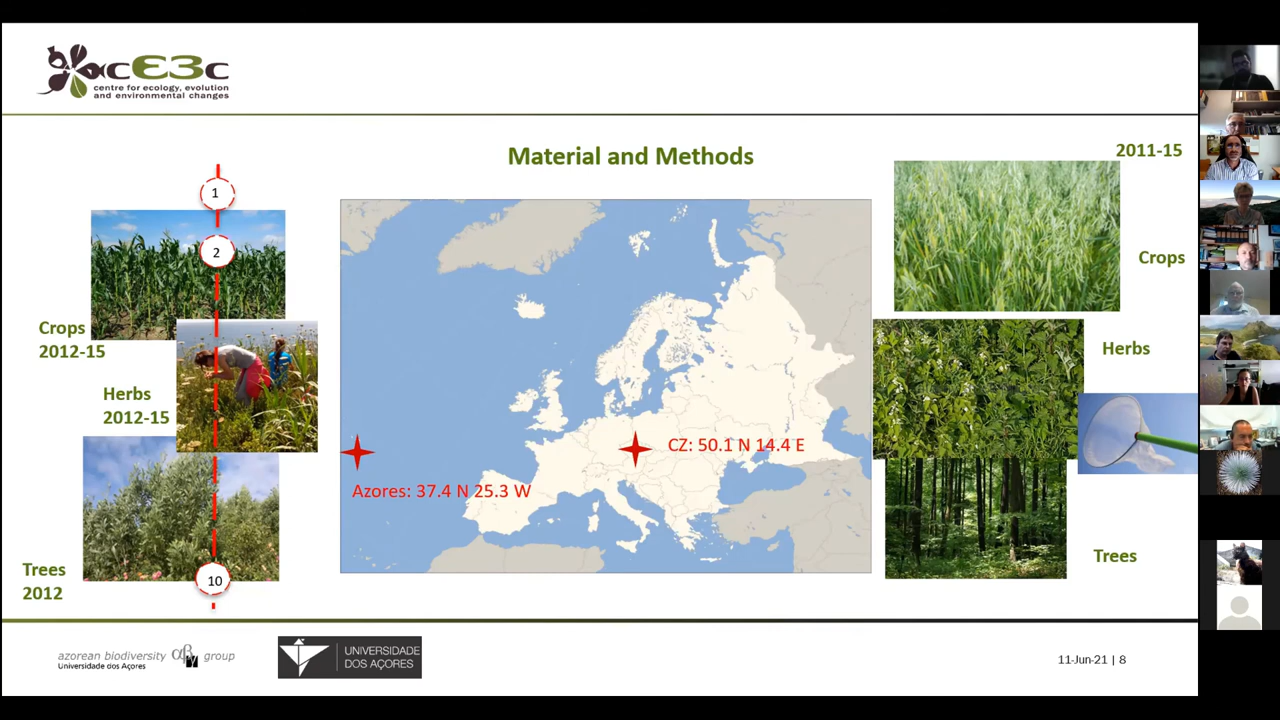 cE3c
centre for ecology, evolution
and environmental changes
Material and Methods
1
2
Crops
2012-15
Herbs
2012-15
Trees
2012
10
CZ: 50.1 N 14.4 E
Azores: 37.4 N 25.3 W
2011-15
Crops
Herbs
Trees
azorean biodiversity αβγ group
Universidade dos Açores
UNIVERSIDADE
DOS AÇORES
11-Jun-21 | 8